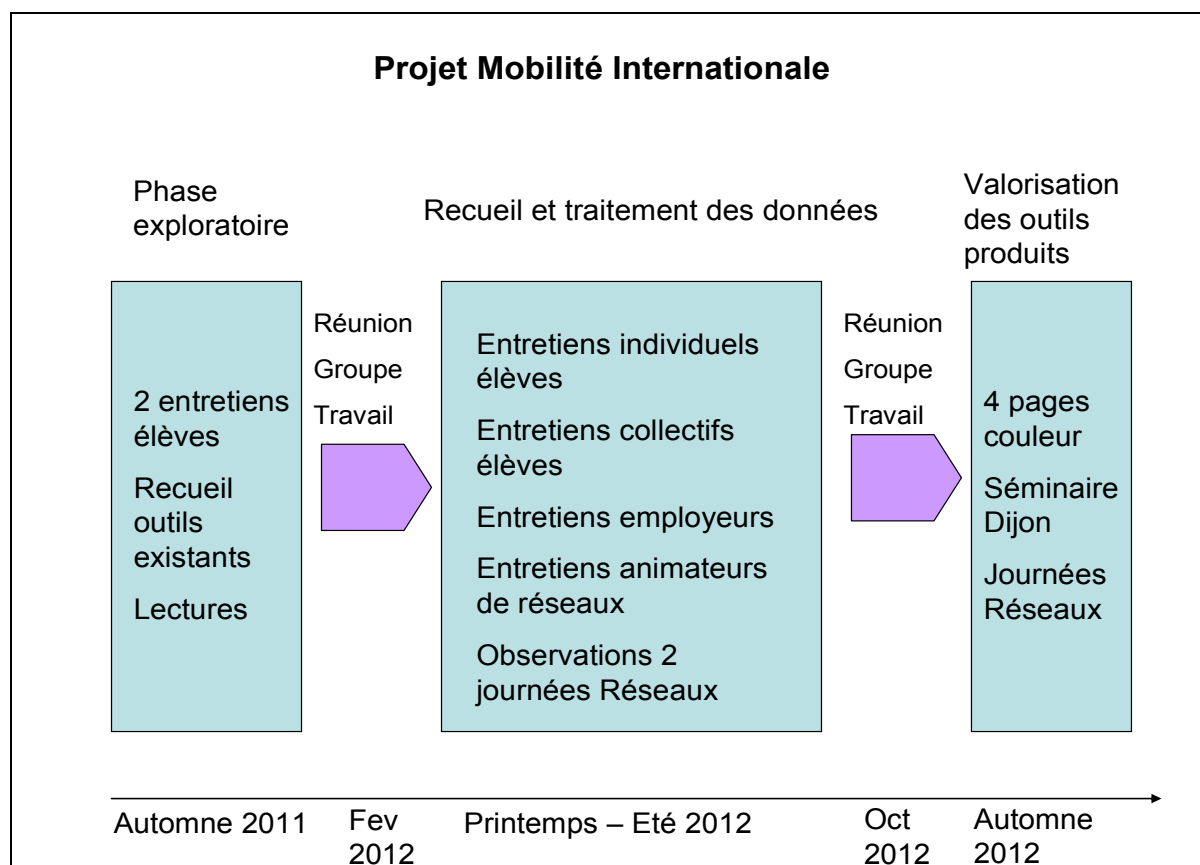 Projet Mobilité Internationale
Phase
exploratoire
Recueil et traitement des données
Valorisation
des outils
produits
2 entretiens
élèves
Recueil
outils
existants
Lectures
Réunion
Groupe
Travail
Entretiens individuels
élèves
Entretiens collectifs
élèves
Entretiens employeurs
Entretiens animateurs
de réseaux
Observations 2
journées Réseaux
Réunion
Groupe
Travail
4 pages
couleur
Séminaire
Dijon
Journées
Réseaux
Automne 2011
Fev
2012
Printemps – Eté 2012
Oct
2012
Automne
2012